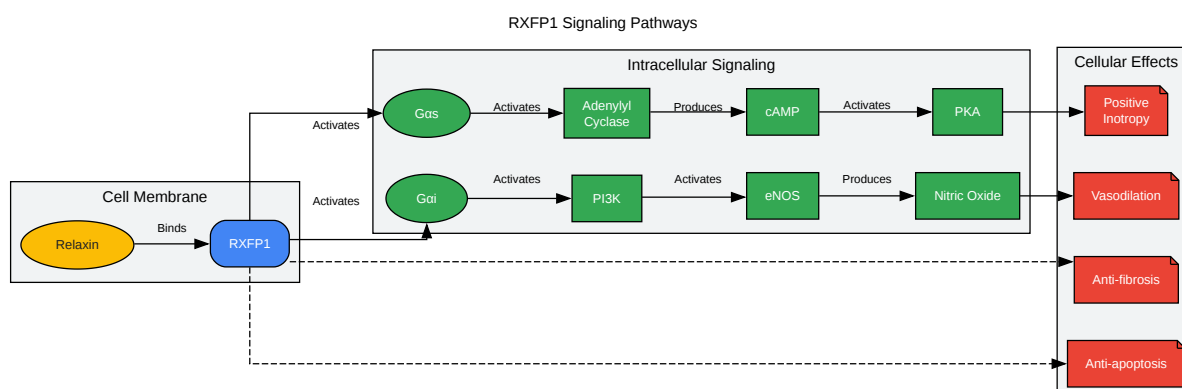 RXFP1 Signaling Pathways
Intracellular Signaling
Cellular Effects
Gαs
Activates
Adenylyl
Cyclase
Produces
cAMP
Activates
PKA
Positive
Inotropy
Activates
Gαi
Activates
PI3K
Activates
eNOS
Produces
Nitric Oxide
Vasodilation
Activates
Cell Membrane
Relaxin
Binds
RXFP1
Anti-fibrosis
Anti-apoptosis